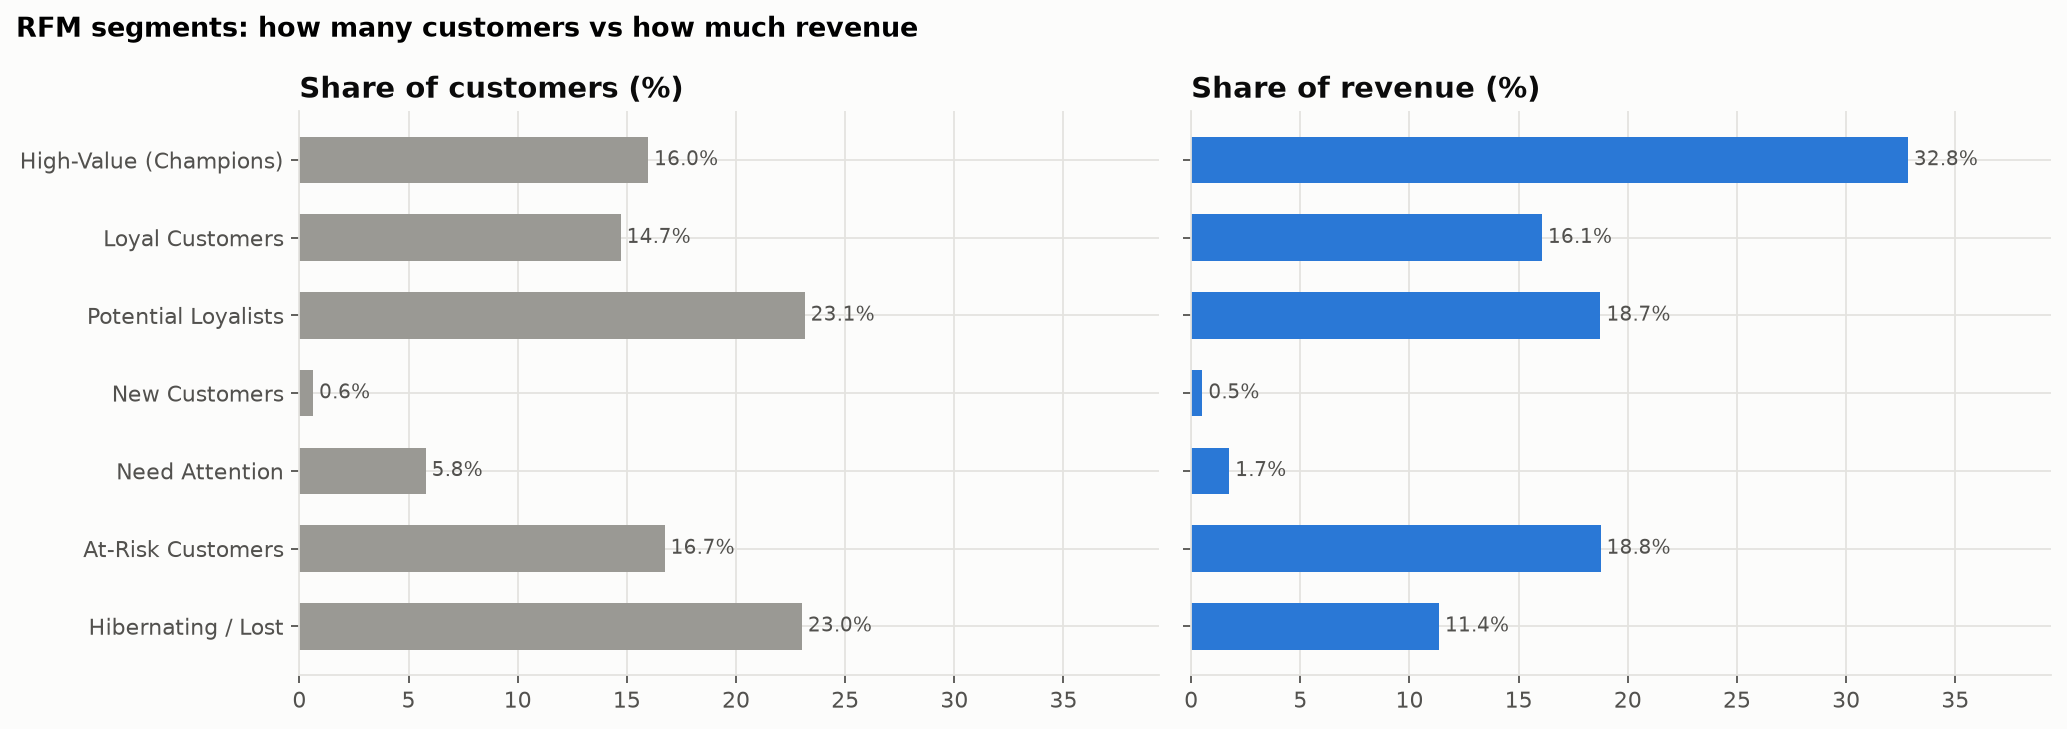 RFM segments: how many customers vs how much revenue
Share of customers (%)
High-Value (Champions)
16.0%
Loyal Customers
14.7%
Potential Loyalists
23.1%
New Customers
0.6%
Need Attention
5.8%
At-Risk Customers
16.7%
Hibernating / Lost
23.0%
0 5 10 15 20 25 30 35
Share of revenue (%)
32.8%
16.1%
18.7%
0.5%
1.7%
18.8%
11.4%
0 5 10 15 20 25 30 35